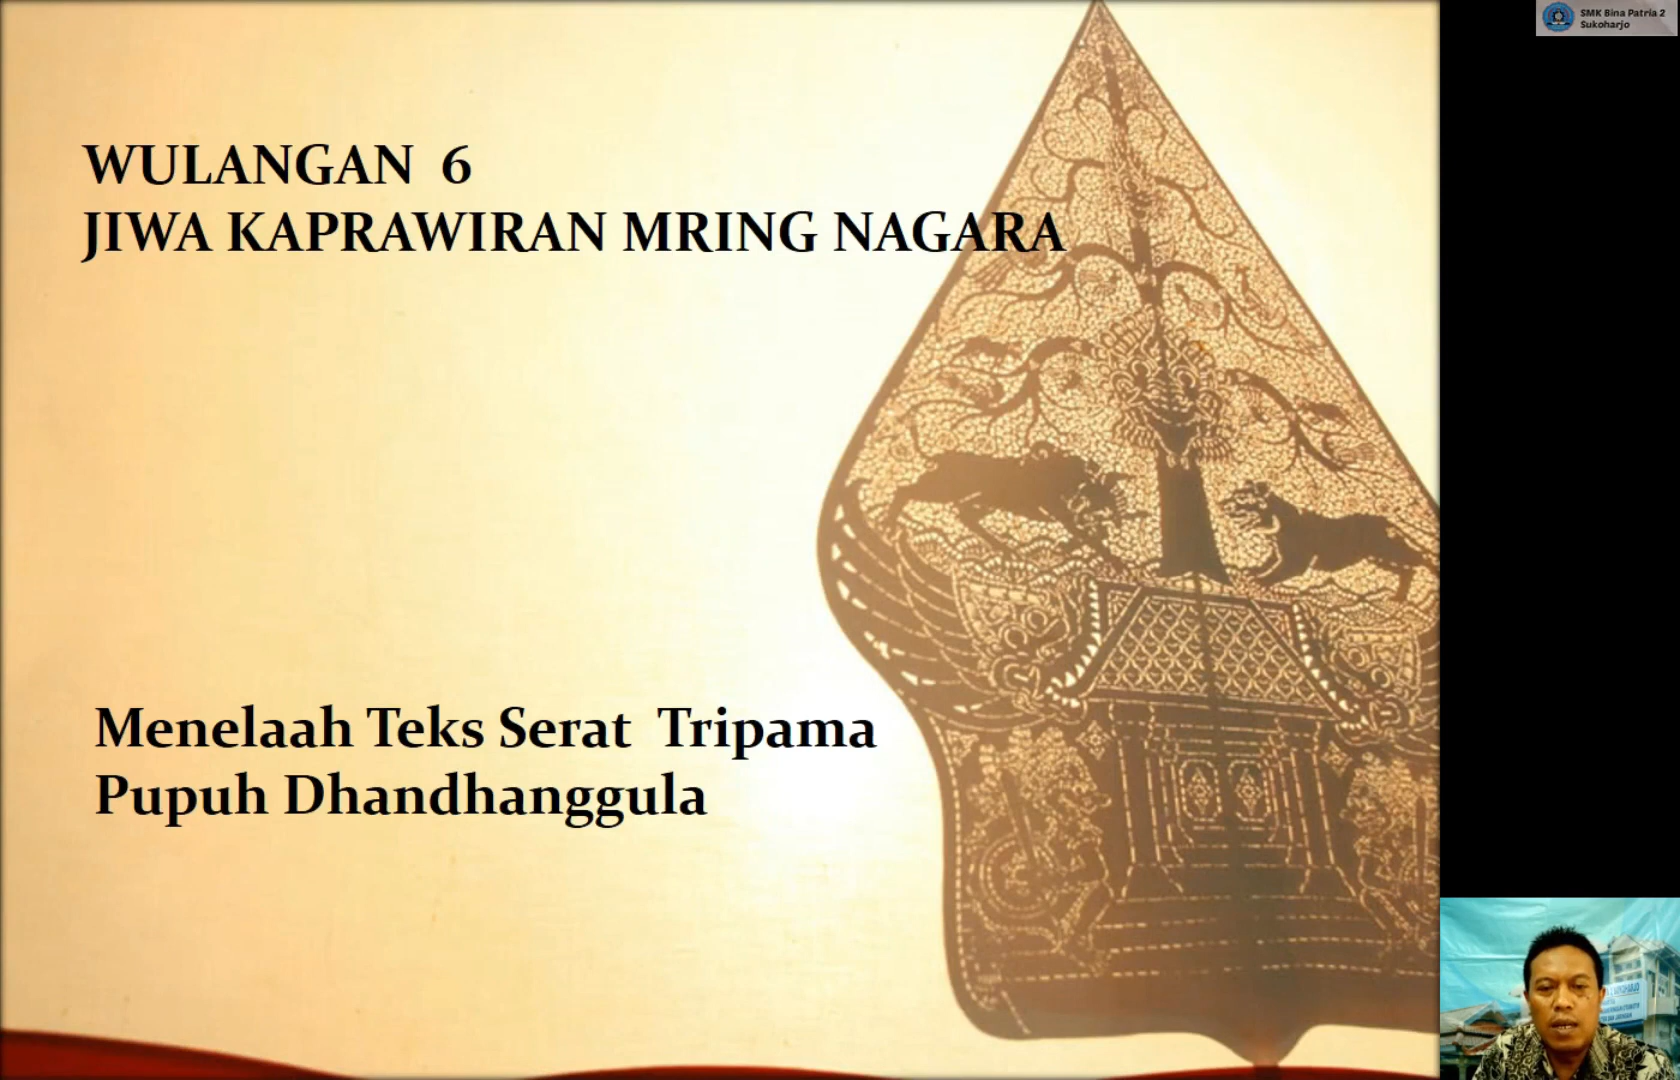 WULANGAN 6
JIWA KAPRAWIRAN MRING NAGARA
Menelaah Teks Serat Tripama
Pupuh Dhandhanggula
SMK Bina Patria 2
Sukoharjo